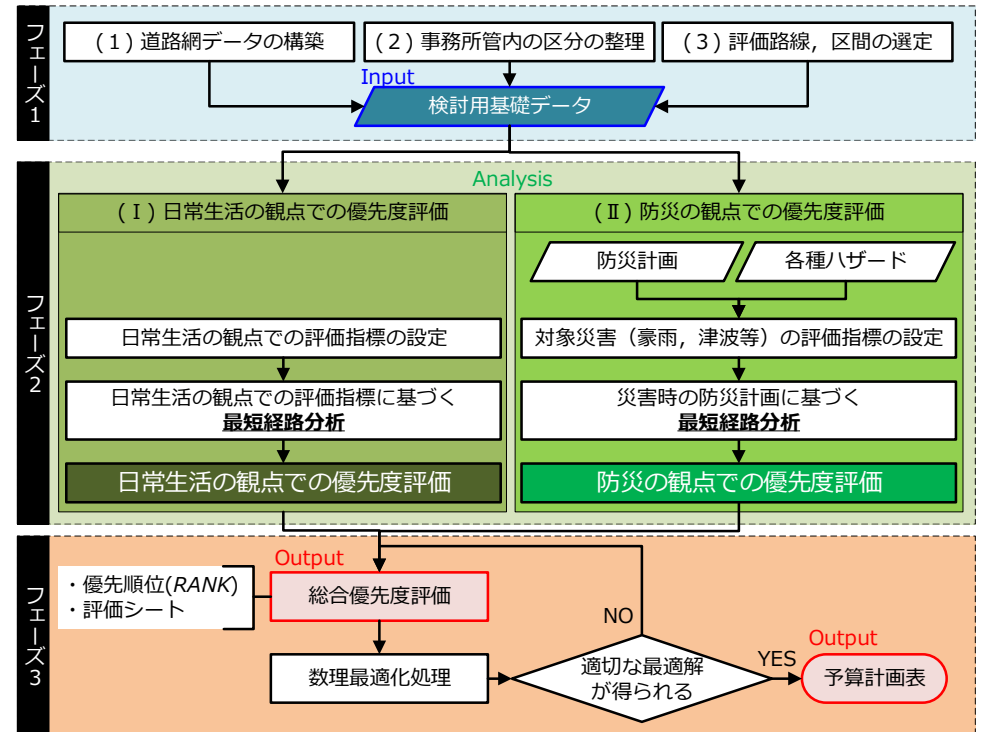 フェーズ1
(1)道路網データの構築
(2)事務所管内の区分の整理
(3)評価路線，区間の選定
Input
検討用基礎データ
フェーズ2
Analysis
(Ⅰ)日常生活の観点での優先度評価
日常生活の観点での評価指標の設定
日常生活の観点での評価指標に基づく
最短経路分析
日常生活の観点での優先度評価
(Ⅱ)防災の観点での優先度評価
防災計画
各種ハザード
対象災害（豪雨，津波等）の評価指標の設定
災害時の防災計画に基づく
最短経路分析
防災の観点での優先度評価
フェーズ3
Output
・優先順位(RANK)
・評価シート
総合優先度評価
数理最適化処理
NO
適切な最適解
が得られる
YES
Output
予算計画表